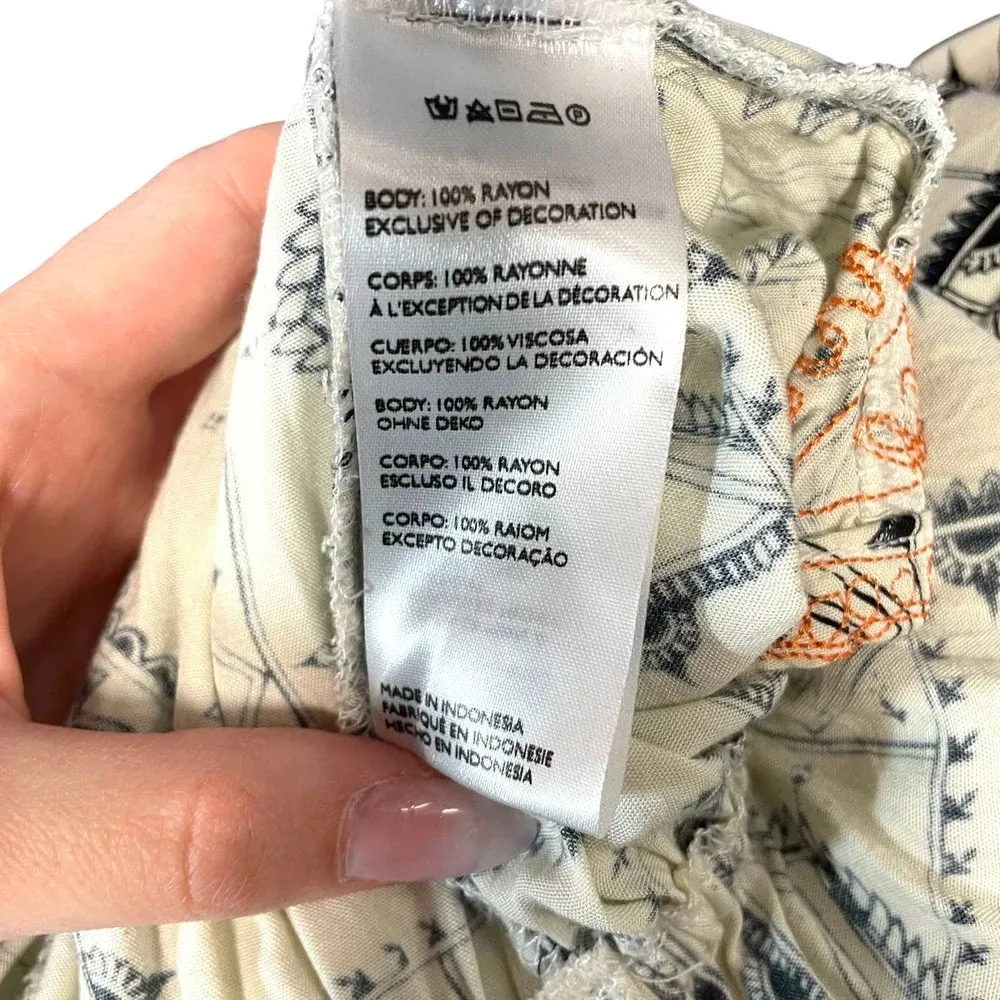 P
BODY: 100% RAYON
EXCLUSIVE OF DECORATION
CORPS: 100% RAYONNE
À L'EXCEPTION DE LA DÉCORATION
CUERPO: 100% VISCOSA
EXCLUYENDO LA DECORACIÓN
BODY: 100% RAYON
OHNE DEKO
CORPO: 100% RAYON
ESCLUSO IL DECORO
CORPO: 100% RAIOM
EXCEPTO DECORAÇÃO
MADE IN INDONESIA
FABRIQUÉ EN INDONESIE
HECHO EN INDONESIA